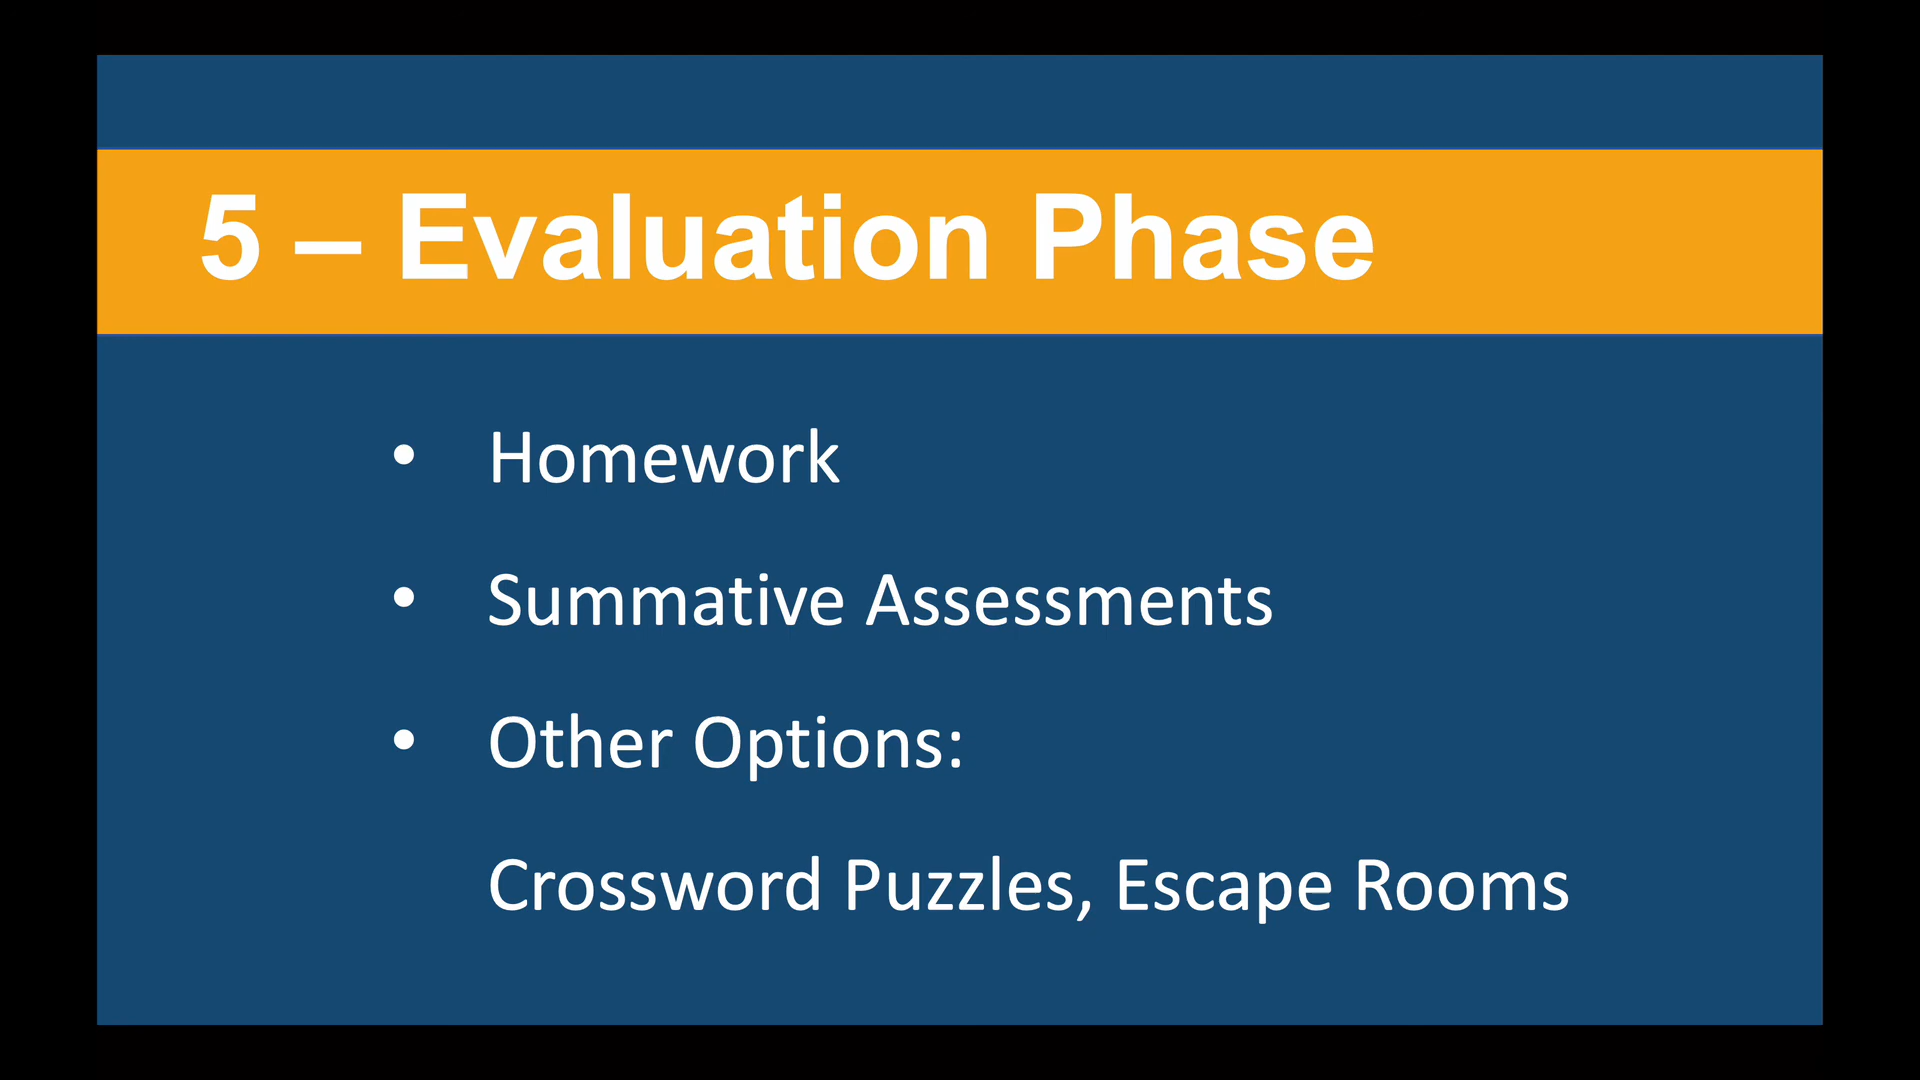 5 – Evaluation Phase
• Homework
• Summative Assessments
• Other Options:
Crossword Puzzles, Escape Rooms